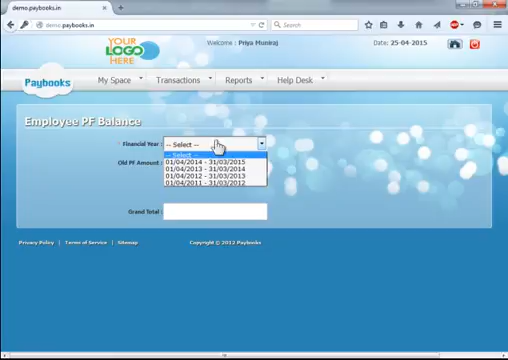 demo.paybooks.in
demo.paybooks.in
Search
YOUR
LOGO
HERE
Welcome : Priya Muniraj
Date: 25-04-2015
Paybooks
My Space
Transactions
Reports
Help Desk
Employee PF Balance
* Financial Year : -- Select --
-- Select --
01/04/2014 - 31/03/2015
01/04/2013 - 31/03/2014
01/04/2012 - 31/03/2013
01/04/2011 - 31/03/2012
Old PF Amount :
Grand Total :
Privacy Policy | Terms of Service | Sitemap
Copyright © 2012 Paybooks